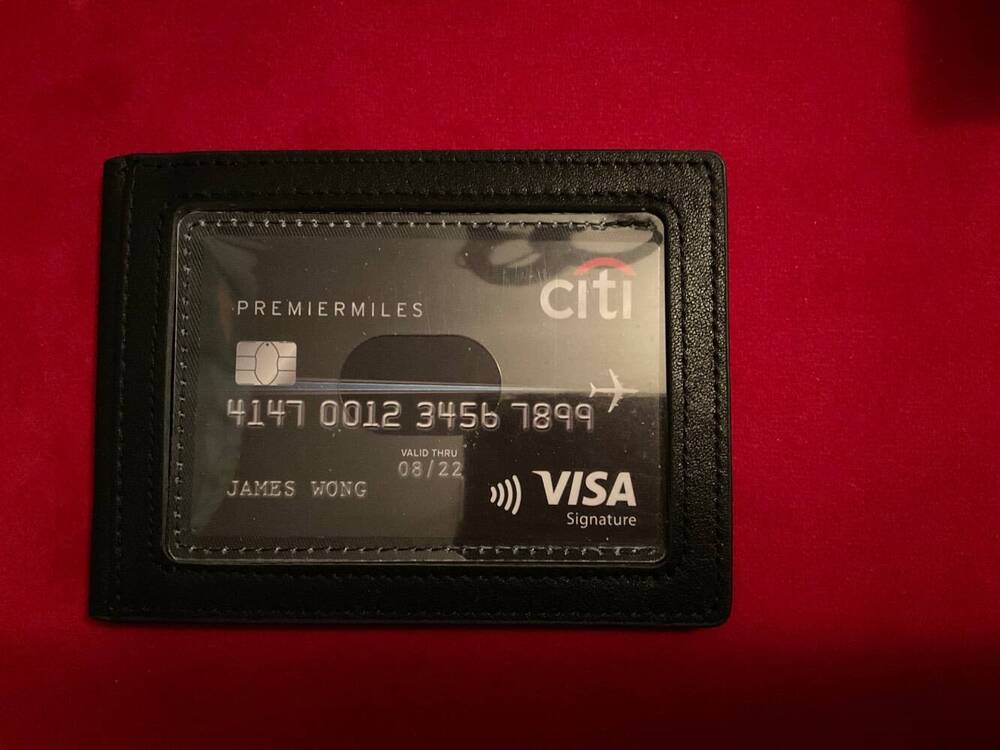 citi
PREMIERMILES
4147 0012 3456 7899
VALID THRU
08/22
JAMES WONG
VISA
Signature